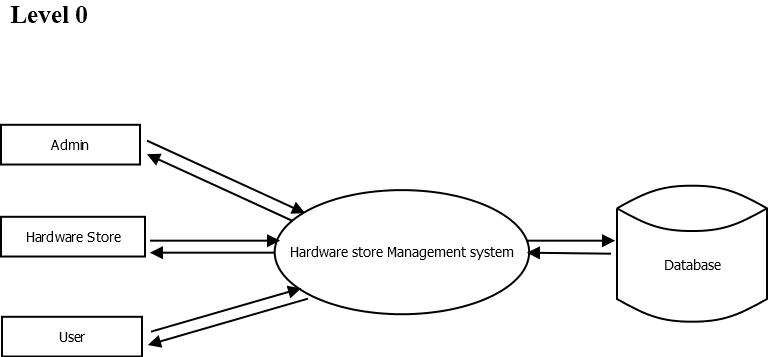 Level 0
Admin
Hardware Store
Hardware store Management system
Database
User